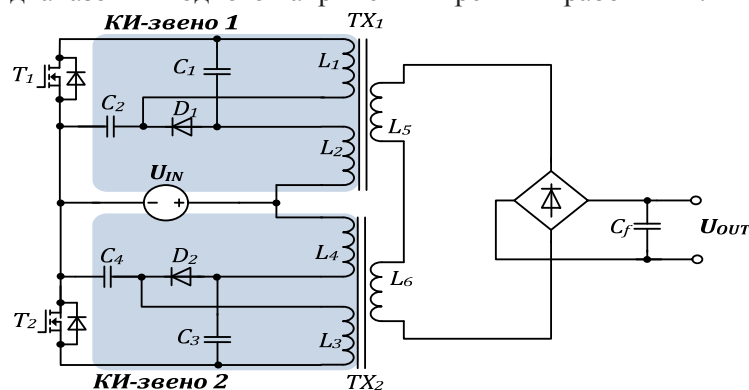 КИ-звено 1
TX1
T1
C1
L1
C2
D1
L2
L5
UIN
- +
Cf
UOUT
C4
D2
L4
L6
T2
C3
L3
КИ-звено 2
TX2